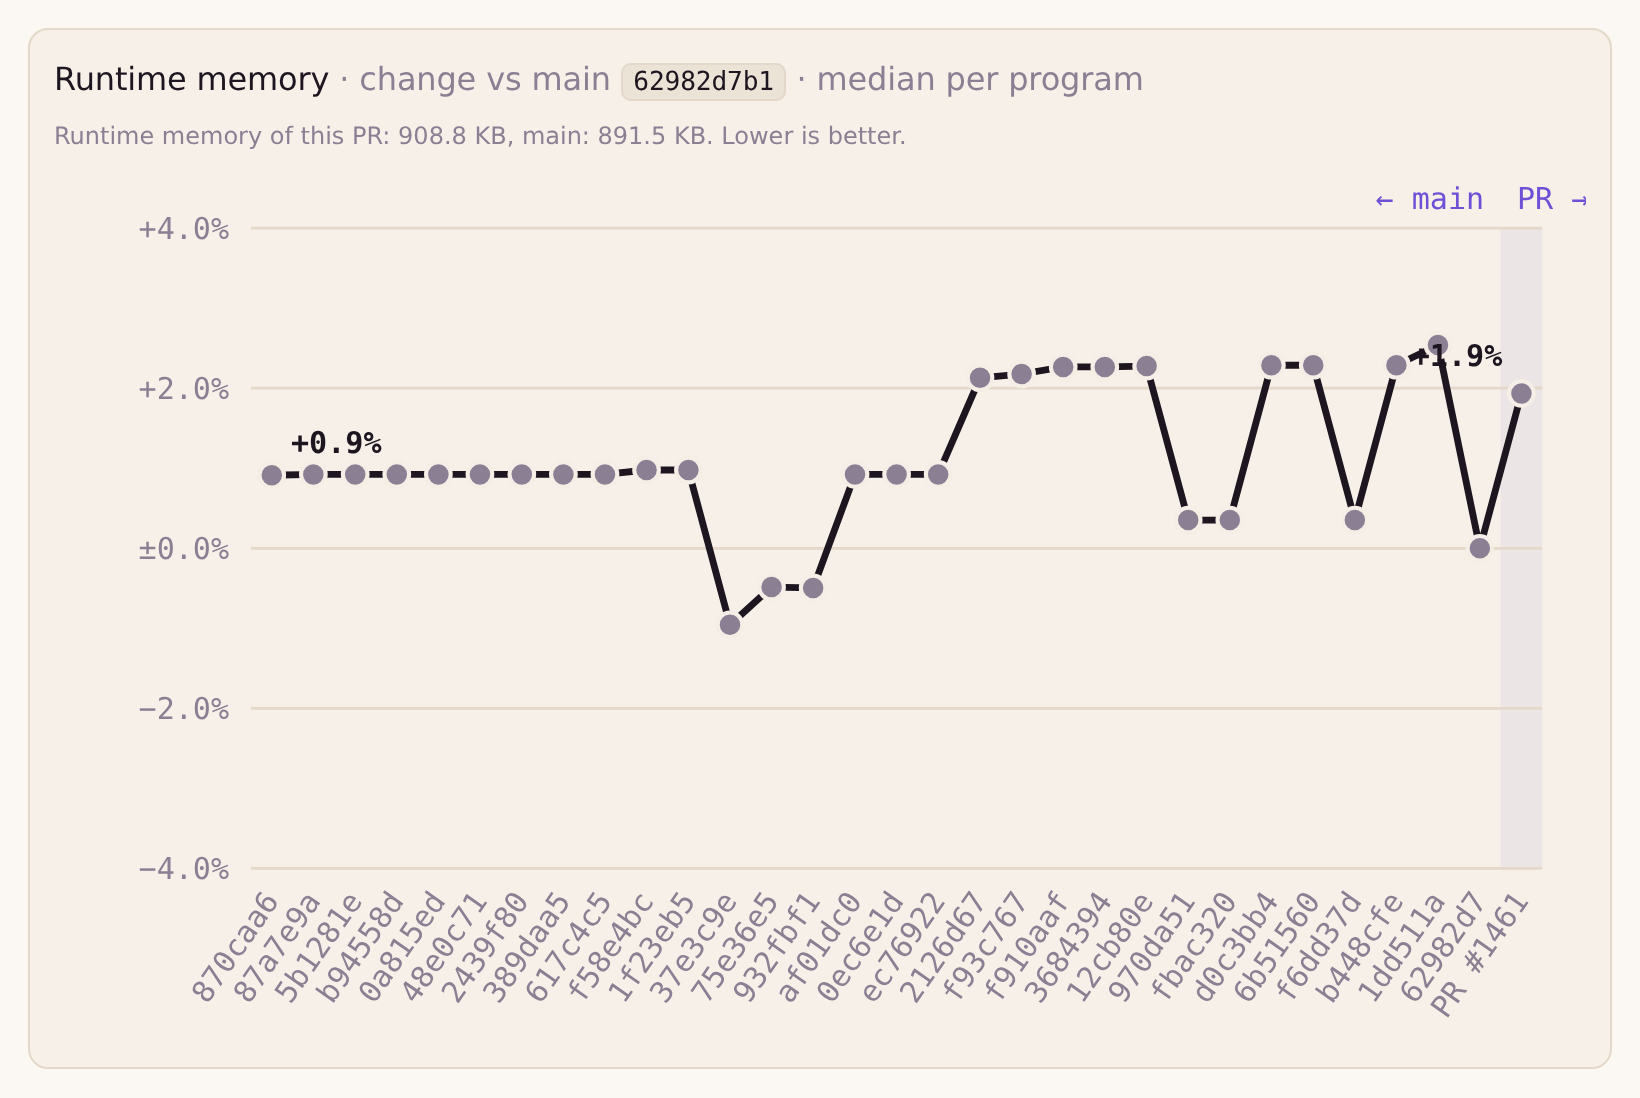 Runtime memory · change vs main 62982d7b1 · median per program
Runtime memory of this PR: 908.8 KB, main: 891.5 KB. Lower is better.
← main PR →
+4.0%
+2.0%
±0.0%
−2.0%
−4.0%
+0.9%
+1.9%
870caa6
87a7e9a
5b1281e
b94558d
0a815ed
48e0c71
2439f80
389daa5
617c4c5
f58e4bc
1f23eb5
37e3c9e
75e36e5
932fbf1
af01dc0
0ec6e1d
ec76922
2126d67
f93c767
f910aaf
3684394
12cb80e
970da51
fbac320
d0c3bb4
6b51560
f6dd37d
b448cfe
1dd511a
62982d7
PR #1461